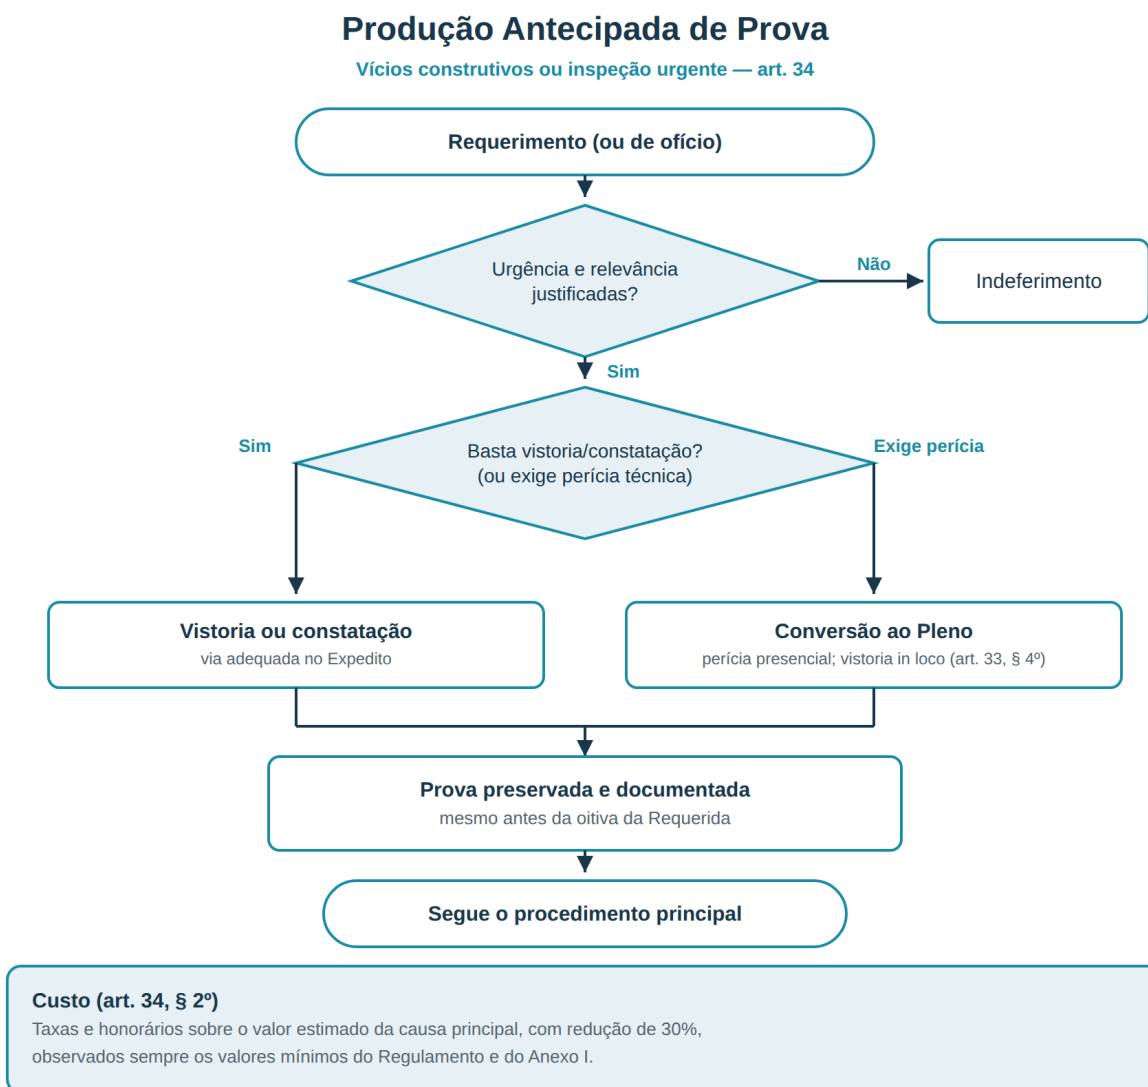 Produção Antecipada de Prova
Vícios construtivos ou inspeção urgente — art. 34
Requerimento (ou de ofício)
Urgência e relevância
justificadas?
Não
Indeferimento
Sim
Sim
Basta vistoria/constatação?
(ou exige perícia técnica)
Exige perícia
Vistoria ou constatação
via adequada no Expedito
Conversão ao Pleno
perícia presencial; vistoria in loco (art. 33, § 4º)
Prova preservada e documentada
mesmo antes da oitiva da Requerida
Segue o procedimento principal
Custo (art. 34, § 2º)
Taxas e honorários sobre o valor estimado da causa principal, com redução de 30%,
observados sempre os valores mínimos do Regulamento e do Anexo I.